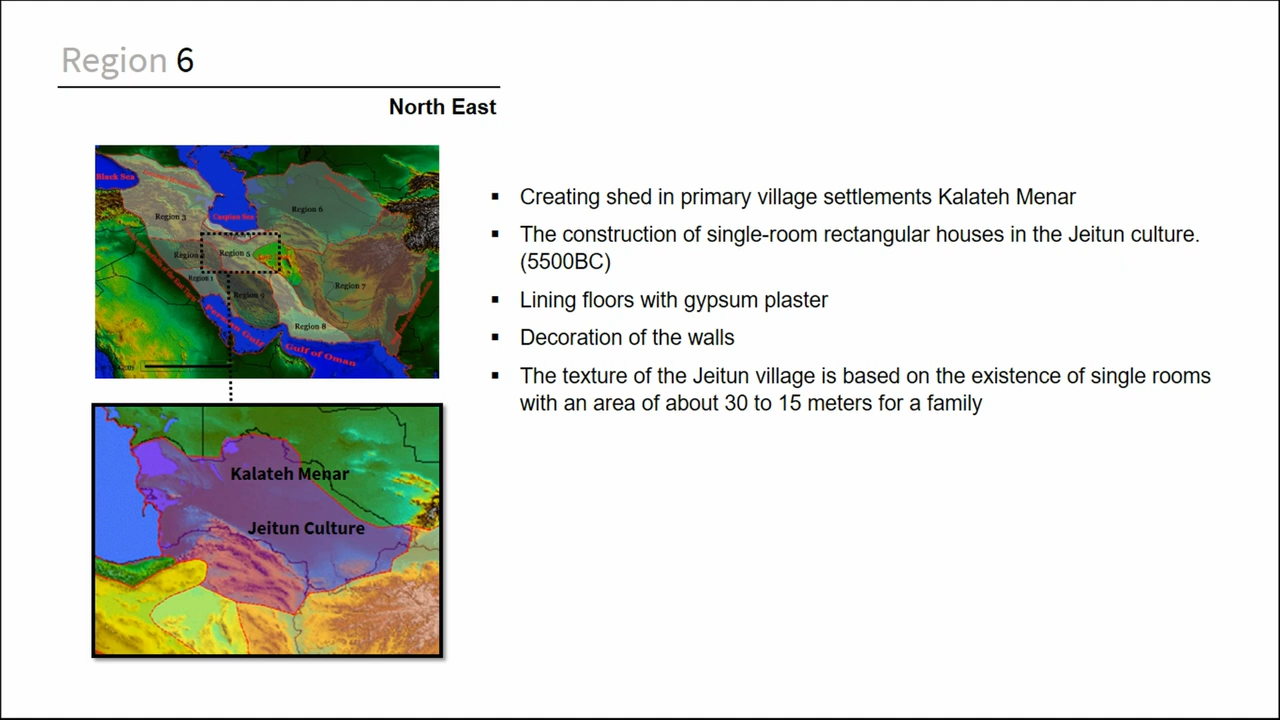 Region 6
North East
Black Sea
Caspian Sea
Region 3
Region 6
Region 5
Region 1
Region 9
Region 7
Region 8
Persian Gulf
Gulf of Oman
Kalateh Menar
Jeitun Culture
▪ Creating shed in primary village settlements Kalateh Menar
▪ The construction of single-room rectangular houses in the Jeitun culture.
(5500BC)
▪ Lining floors with gypsum plaster
▪ Decoration of the walls
▪ The texture of the Jeitun village is based on the existence of single rooms
with an area of about 30 to 15 meters for a family